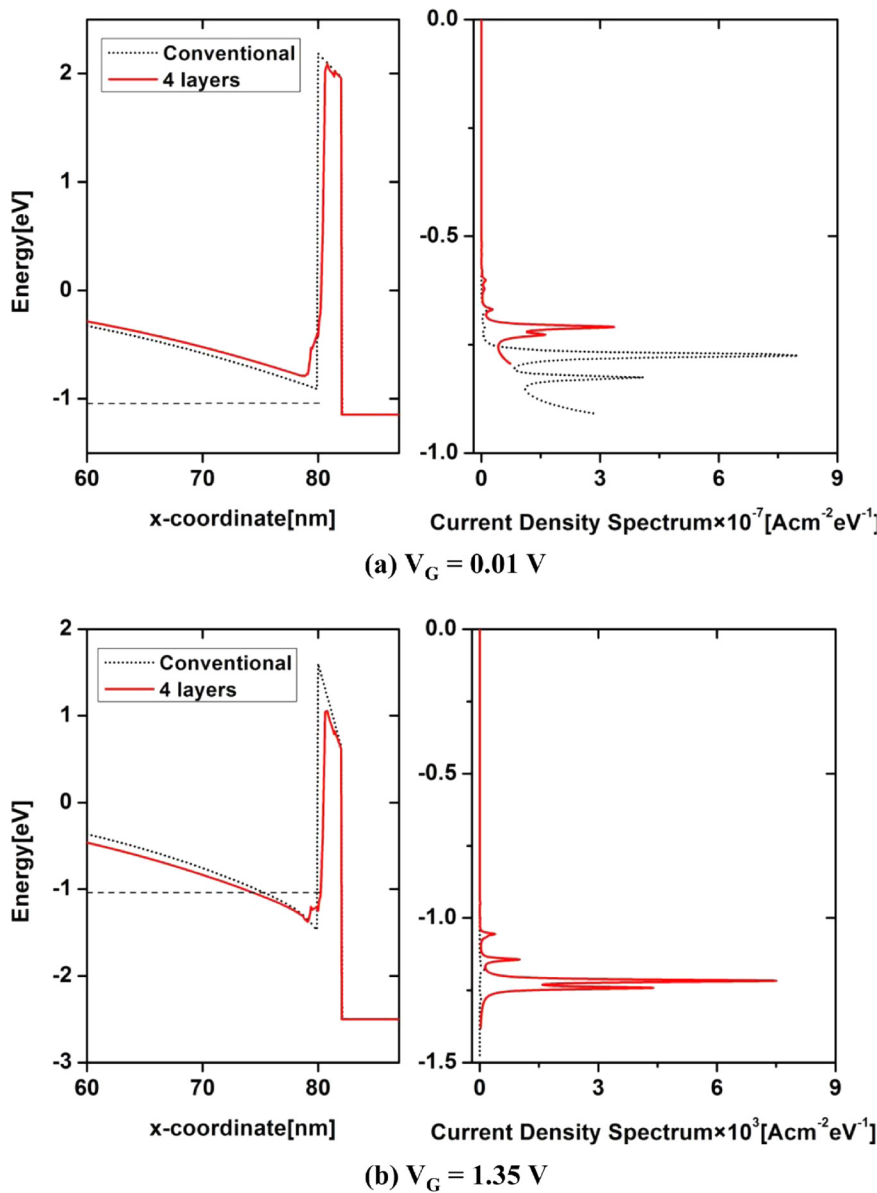 Conventional
4 layers
Energy[eV]
2
1
0
-1
60
70
80
x-coordinate[nm]
0.0
-0.5
-1.0
0
3
6
9
Current Density Spectrum×10⁻⁷[Acm⁻²eV⁻¹]
(a) V_G = 0.01 V
Conventional
4 layers
Energy[eV]
2
1
0
-1
-2
-3
60
70
80
x-coordinate[nm]
0.0
-0.5
-1.0
-1.5
0
3
6
9
Current Density Spectrum×10³[Acm⁻²eV⁻¹]
(b) V_G = 1.35 V